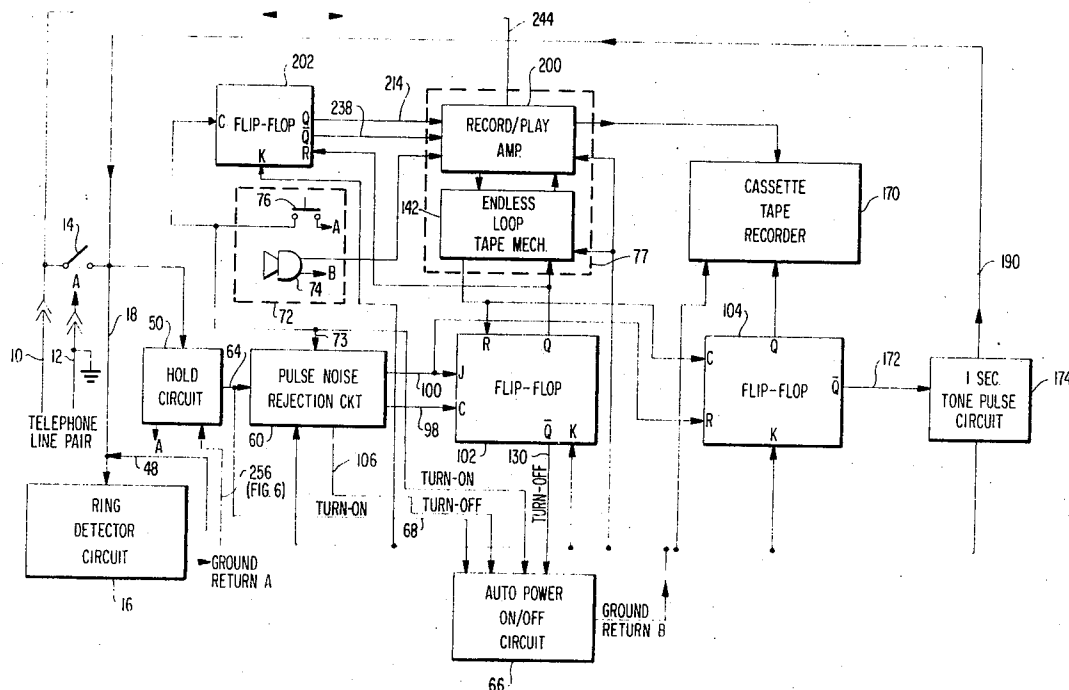 244
202
200
214
238
C
FLIP-FLOP
Q
Q̄
R
K
RECORD/PLAY
AMP.
76
A
142
ENDLESS
LOOP
TAPE MECH.
CASSETTE
TAPE
RECORDER
170
14
A
B
74
77
190
72
18
50
73
104
10
12
HOLD
CIRCUIT
64
PULSE NOISE
REJECTION CKT
100
98
J
C
R
Q
FLIP-FLOP
Q̄
K
C
R
Q
FLIP-FLOP
Q̄
K
172
1 SEC.
TONE PULSE
CIRCUIT
174
TELEPHONE
LINE PAIR
A
48
60
106
102
130
256
(FIG. 6)
TURN-ON
TURN-ON
TURN-OFF
68
TURN-OFF
RING
DETECTOR
CIRCUIT
GROUND
RETURN A
16
AUTO POWER
ON/OFF
CIRCUIT
GROUND
RETURN B
66